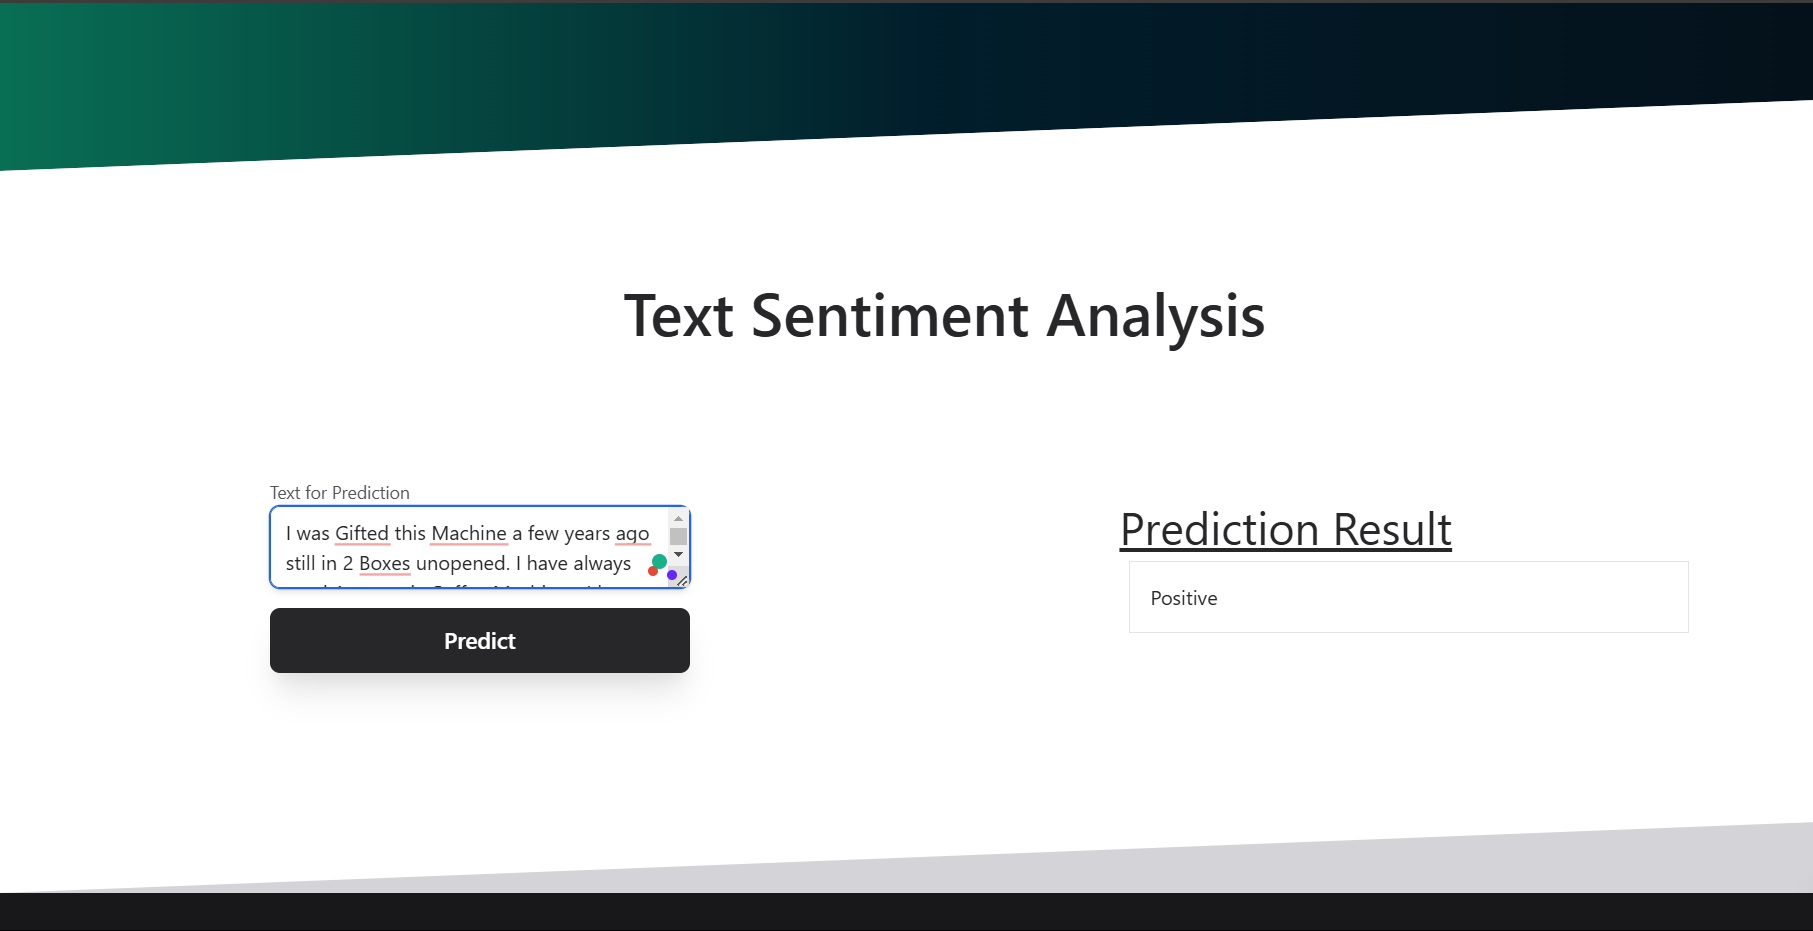 Text Sentiment Analysis
Text for Prediction
I was Gifted this Machine a few years ago
still in 2 Boxes unopened. I have always
Predict
Prediction Result
Positive